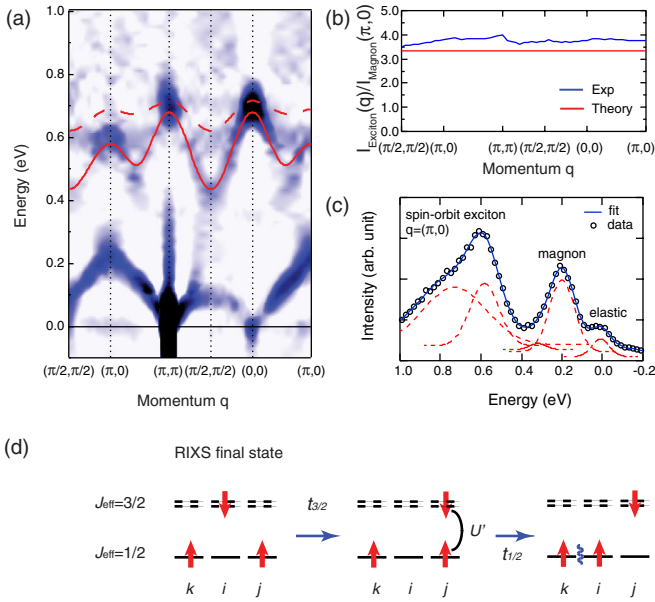 (a)
Energy (eV)
1.0
0.8
0.6
0.4
0.2
0.0
(π/2,π/2) (π,0) (π,π) (π/2,π/2) (0,0) (π,0)
Momentum q
(b)
I_Exciton(q)/I_Magnon(π,0)
5.0
4.0
3.0
2.0
1.0
0.0
Exp
Theory
(π/2,π/2) (π,0) (π,π) (π/2,π/2) (0,0) (π,0)
Momentum q
(c)
Intensity (arb. unit)
spin-orbit exciton
q=(π,0)
fit
data
magnon
elastic
1.0 0.8 0.6 0.4 0.2 0.0 -0.2
Energy (eV)
(d)
RIXS final state
J_eff=3/2
J_eff=1/2
t_3/2
U'
t_1/2
k i j
k i j
k i j